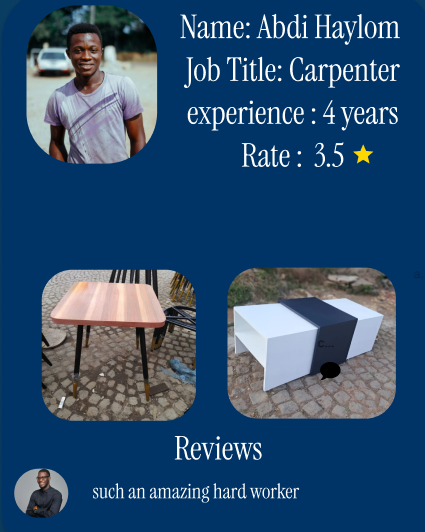 Name: Abdi Haylom
Job Title: Carpenter
experience : 4 years
Rate : 3.5
Reviews
such an amazing hard worker